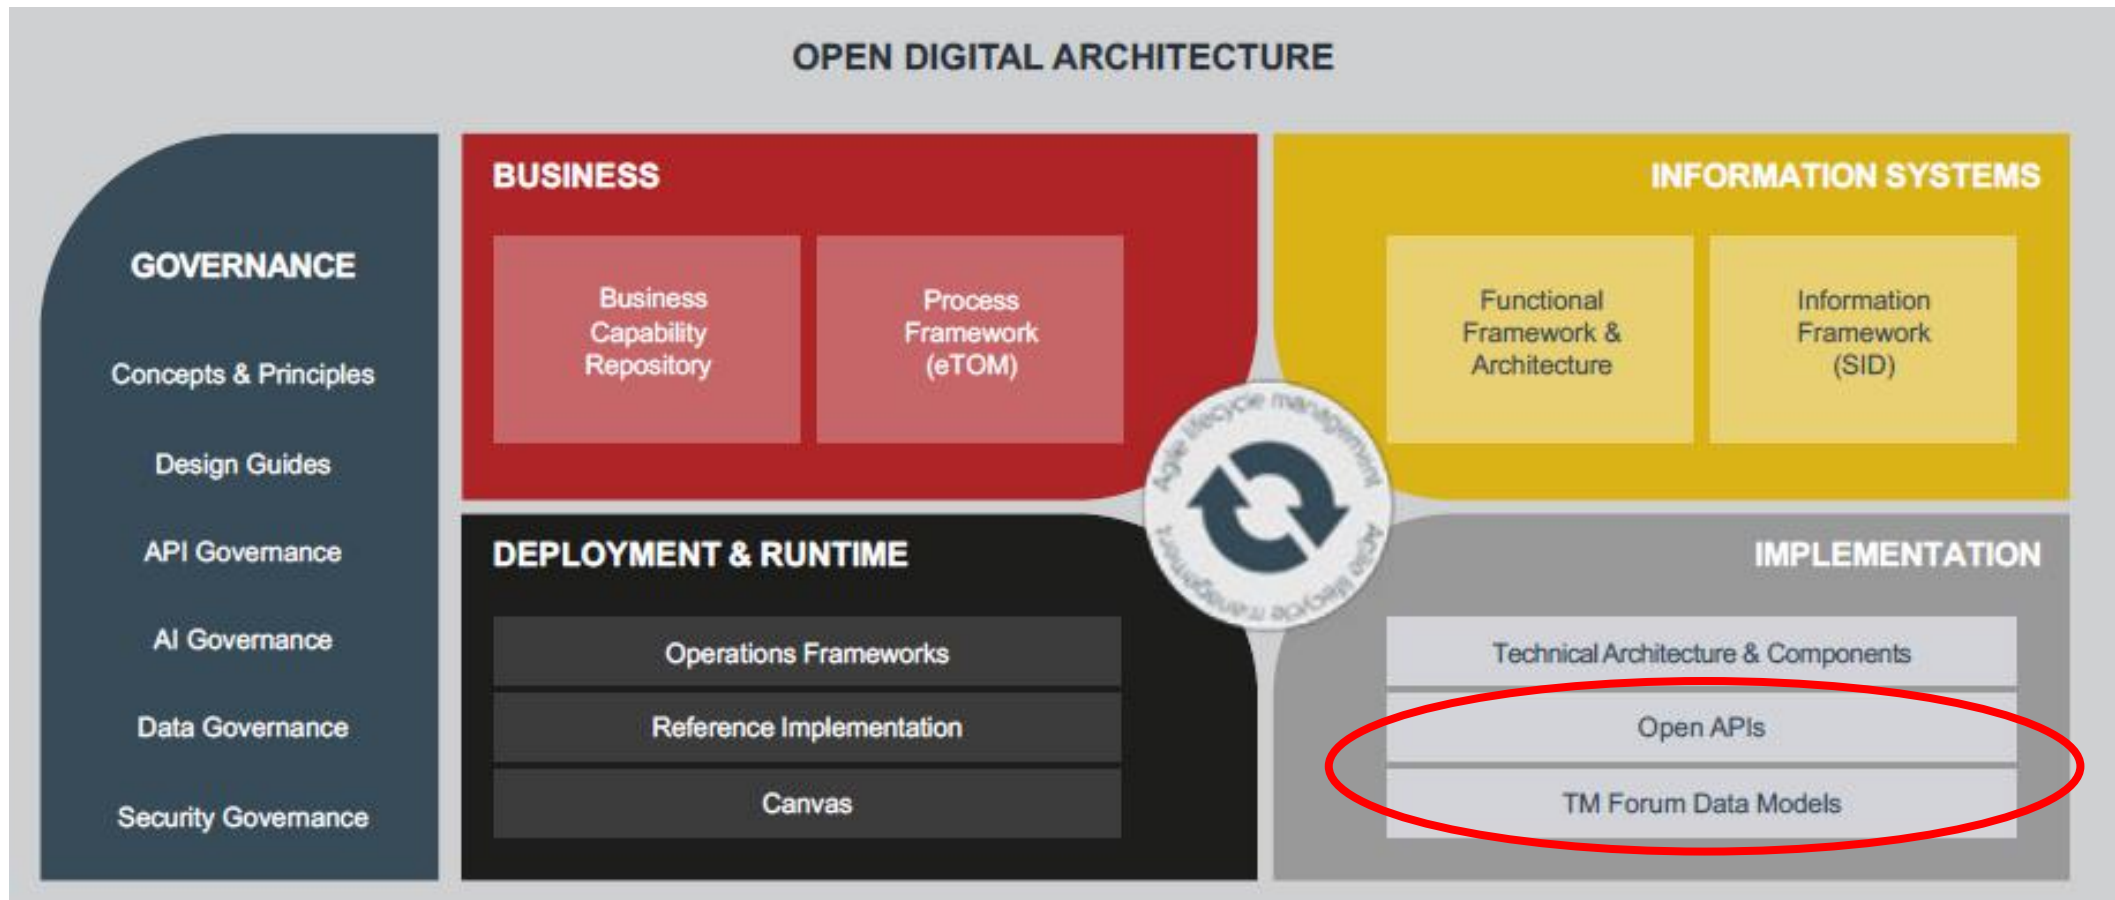 OPEN DIGITAL ARCHITECTURE
GOVERNANCE
Concepts & Principles
Design Guides
API Governance
AI Governance
Data Governance
Security Governance
BUSINESS
Business
Capability
Repository
Process
Framework
(eTOM)
INFORMATION SYSTEMS
Functional
Framework &
Architecture
Information
Framework
(SID)
Agile lifecycle management
Agile lifecycle management
DEPLOYMENT & RUNTIME
Operations Frameworks
Reference Implementation
Canvas
IMPLEMENTATION
Technical Architecture & Components
Open APIs
TM Forum Data Models